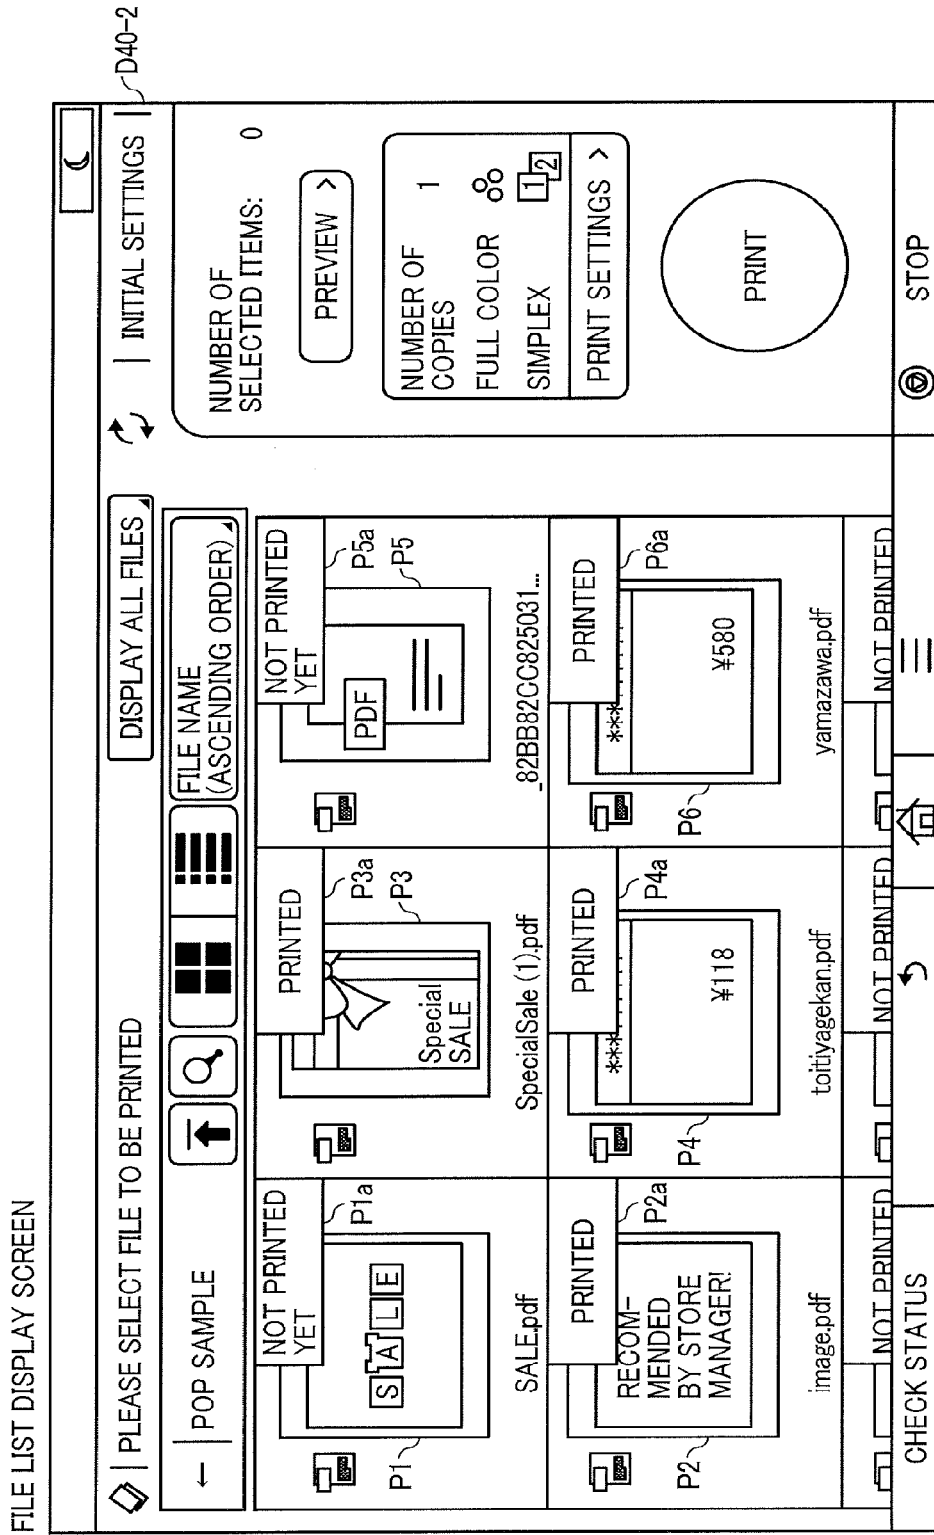 FILE LIST DISPLAY SCREEN
D40-2
PLEASE SELECT FILE TO BE PRINTED
DISPLAY ALL FILES
INITIAL SETTINGS
← POP SAMPLE
FILE NAME
(ASCENDING ORDER)
NOT PRINTED
YET
P1a
P1
S A L E
SALE.pdf
PRINTED
P3a
P3
Special
SALE
SpecialSale (1).pdf
NOT PRINTED
YET
P5a
P5
PDF
_82BB82CC825031...
PRINTED
P2a
P2
RECOM-
MENDED
BY STORE
MANAGER!
image.pdf
PRINTED
P4a
P4
***
¥118
toitiyagekan.pdf
PRINTED
P6a
P6
***
¥580
yamazawa.pdf
NOT PRINTED
NOT PRINTED
NOT PRINTED
NUMBER OF
SELECTED ITEMS: 0
PREVIEW >
NUMBER OF
COPIES 1
FULL COLOR
SIMPLEX 1 2
PRINT SETTINGS >
PRINT
CHECK STATUS
STOP